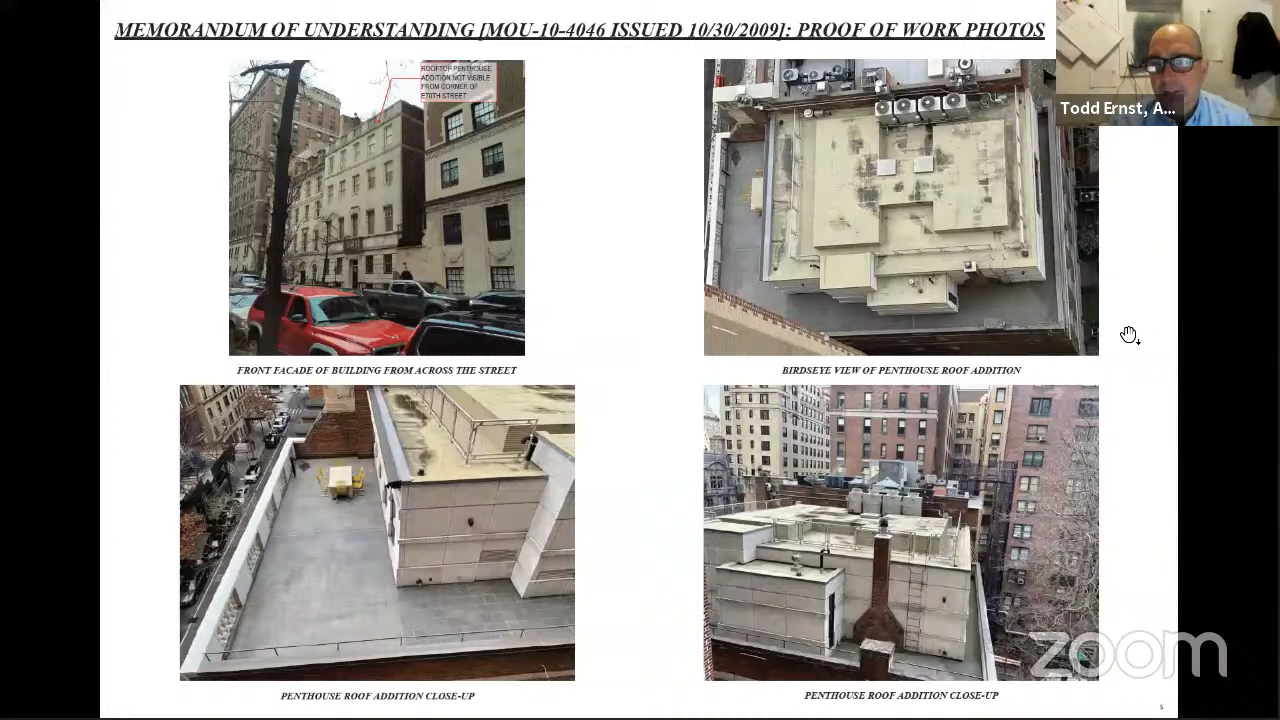 MEMORANDUM OF UNDERSTANDING [MOU-10-4046 ISSUED 10/30/2009]: PROOF OF WORK PHOTOS
Todd Ernst, A...
ROOFTOP PENTHOUSE
ADDITION NOT VISIBLE
FROM CORNER OF
E70TH STREET
FRONT FACADE OF BUILDING FROM ACROSS THE STREET
BIRDSEYE VIEW OF PENTHOUSE ROOF ADDITION
PENTHOUSE ROOF ADDITION CLOSE-UP
PENTHOUSE ROOF ADDITION CLOSE-UP
zoom
5